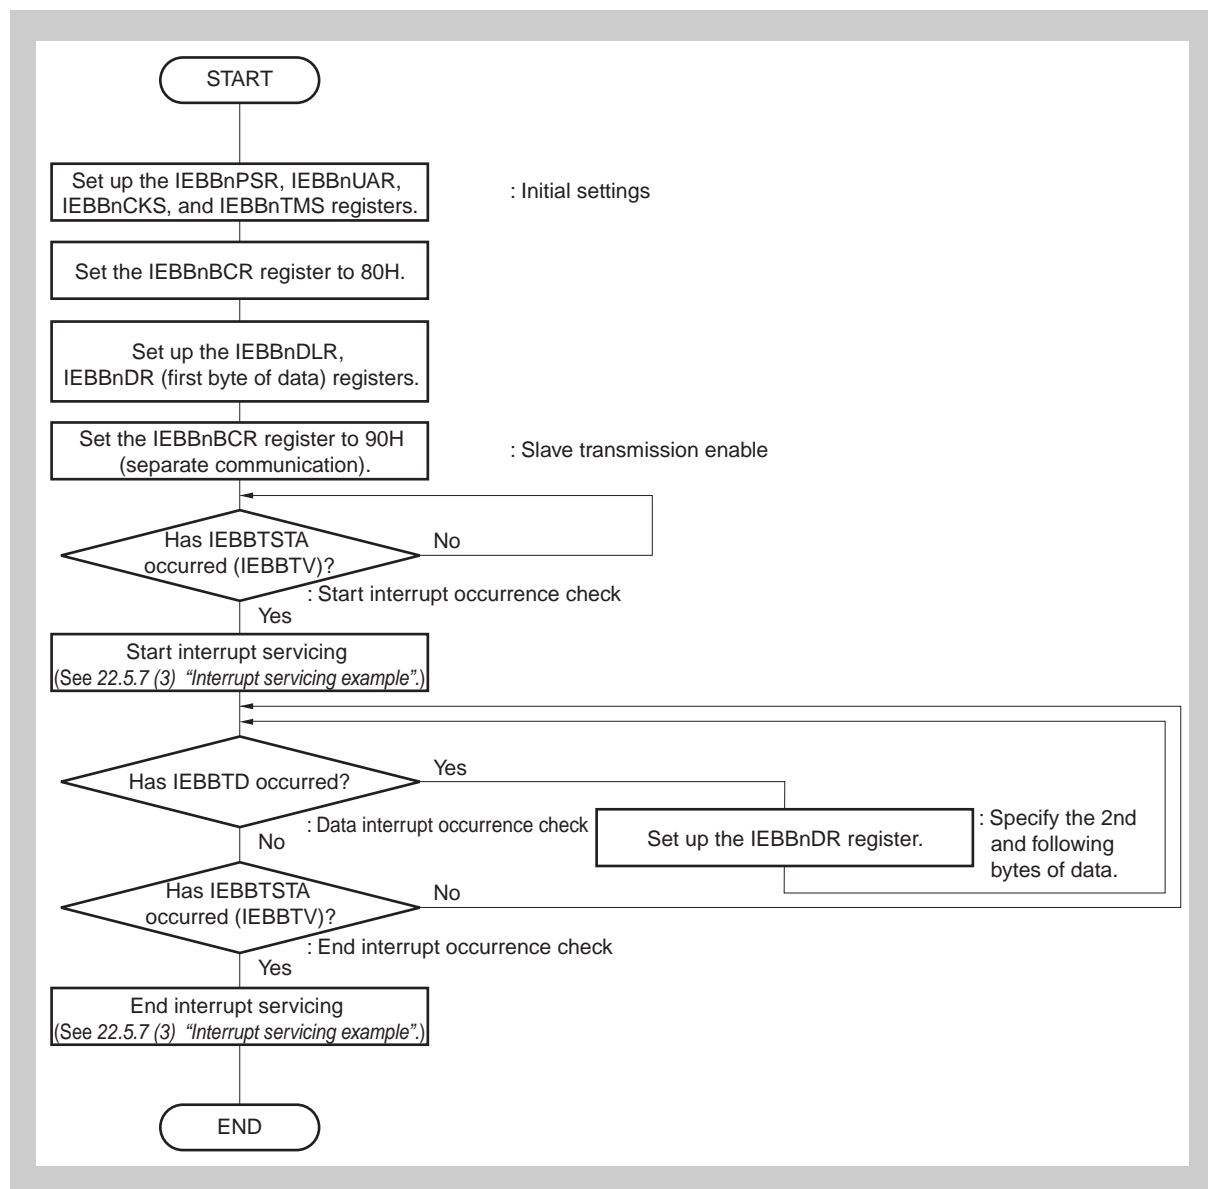 START
Set up the IEBBnPSR, IEBBnUAR,
IEBBnCKS, and IEBBnTMS registers.
: Initial settings
Set the IEBBnBCR register to 80H.
Set up the IEBBnDLR,
IEBBnDR (first byte of data) registers.
Set the IEBBnBCR register to 90H
(separate communication).
: Slave transmission enable
Has IEBBTSTA
occurred (IEBBTV)?
No
: Start interrupt occurrence check
Yes
Start interrupt servicing
(See 22.5.7 (3) “Interrupt servicing example”.)
Has IEBBTD occurred?
Yes
: Data interrupt occurrence check
No
Set up the IEBBnDR register.
: Specify the 2nd
and following
bytes of data.
Has IEBBTSTA
occurred (IEBBTV)?
No
: End interrupt occurrence check
Yes
End interrupt servicing
(See 22.5.7 (3) “Interrupt servicing example”.)
END